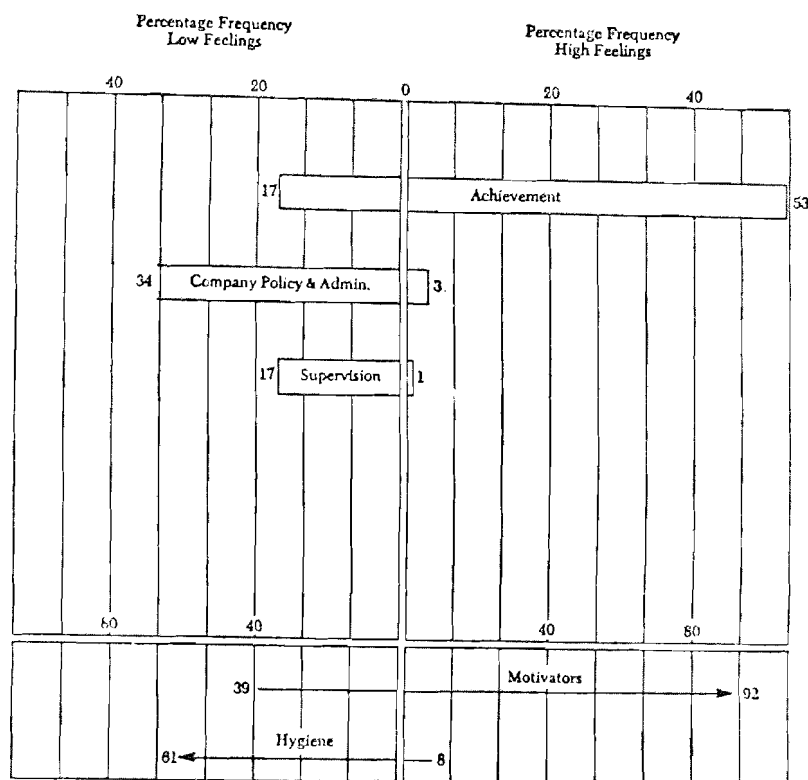 Percentage Frequency
Low Feelings
Percentage Frequency
High Feelings
40 20 0 20 40
17 Achievement 53
34 Company Policy & Admin. 3
17 Supervision 1
60 40 40 80
39 Motivators 92
61 Hygiene 8